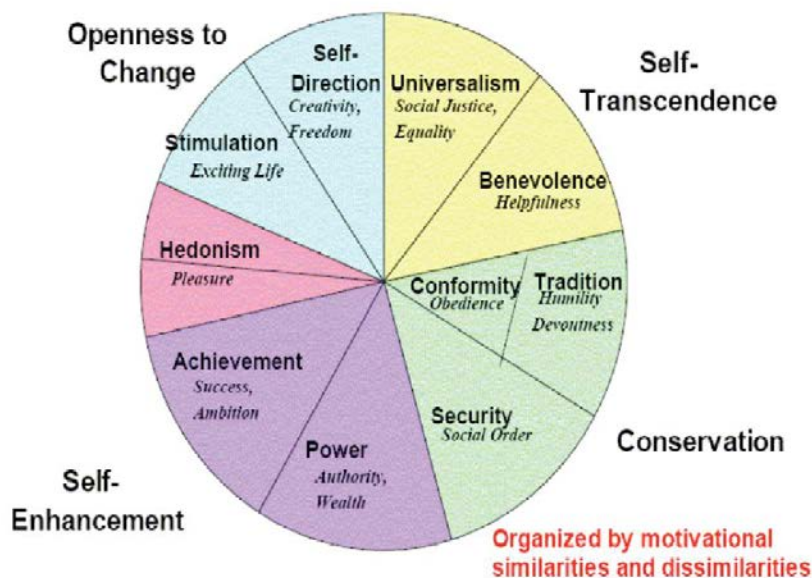 Openness to
Change
Self-
Direction
Creativity,
Freedom
Universalism
Social Justice,
Equality
Self-
Transcendence
Stimulation
Exciting Life
Benevolence
Helpfulness
Hedonism
Pleasure
Conformity
Obedience
Tradition
Humility
Devoutness
Achievement
Success,
Ambition
Security
Social Order
Power
Authority,
Wealth
Conservation
Self-
Enhancement
Organized by motivational
similarities and dissimilarities